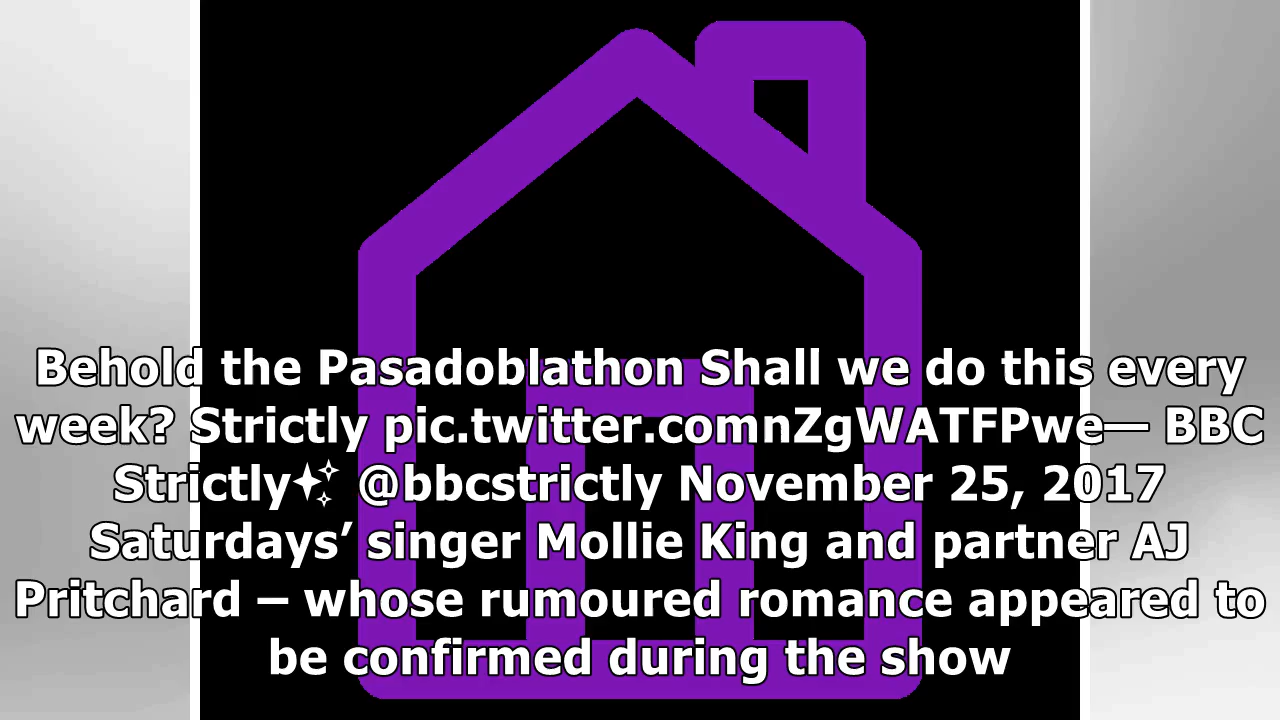 Behold the Pasadoblathon Shall we do this every
week? Strictly pic.twitter.comnZgWATFPwe— BBC
Strictly✨ @bbcstrictly November 25, 2017
Saturdays’ singer Mollie King and partner AJ
Pritchard – whose rumoured romance appeared to
be confirmed during the show